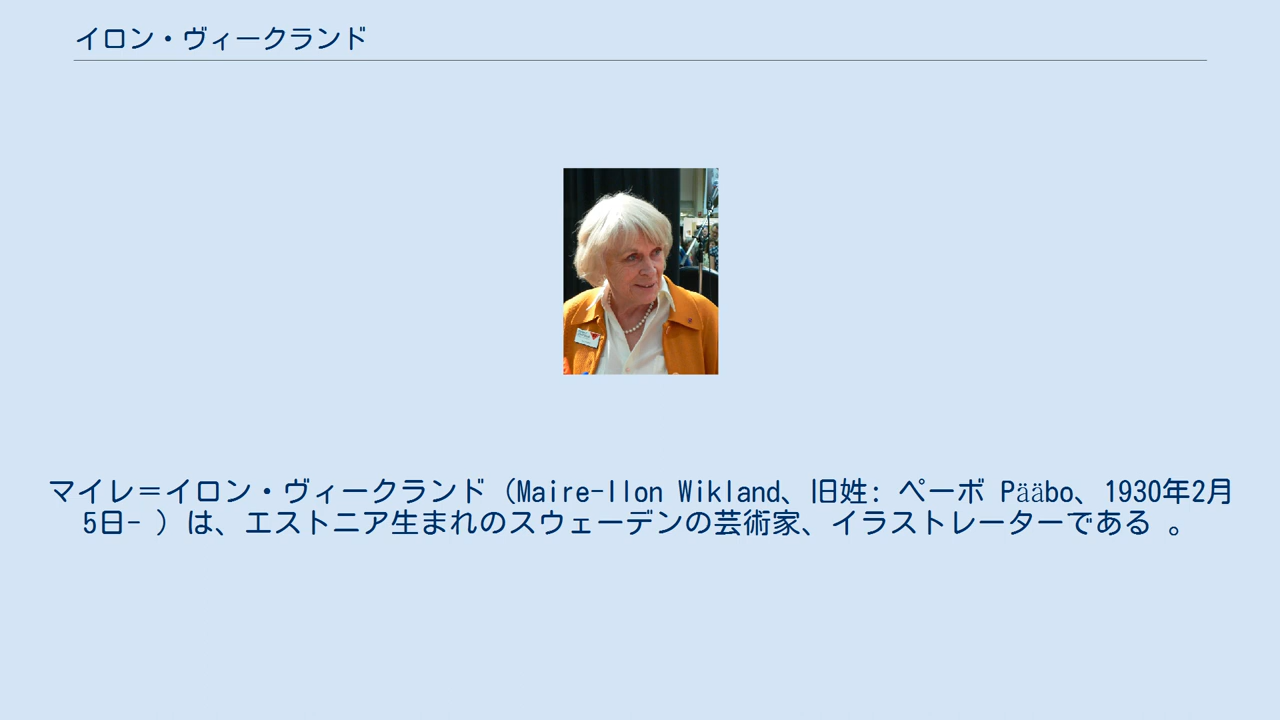 イロン・ヴィークランド
マイレ＝イロン・ヴィークランド（Maire-Ilon Wikland、旧姓: ペーボ Pääbo、1930年2月
5日- ）は、エストニア生まれのスウェーデンの芸術家、イラストレーターである 。